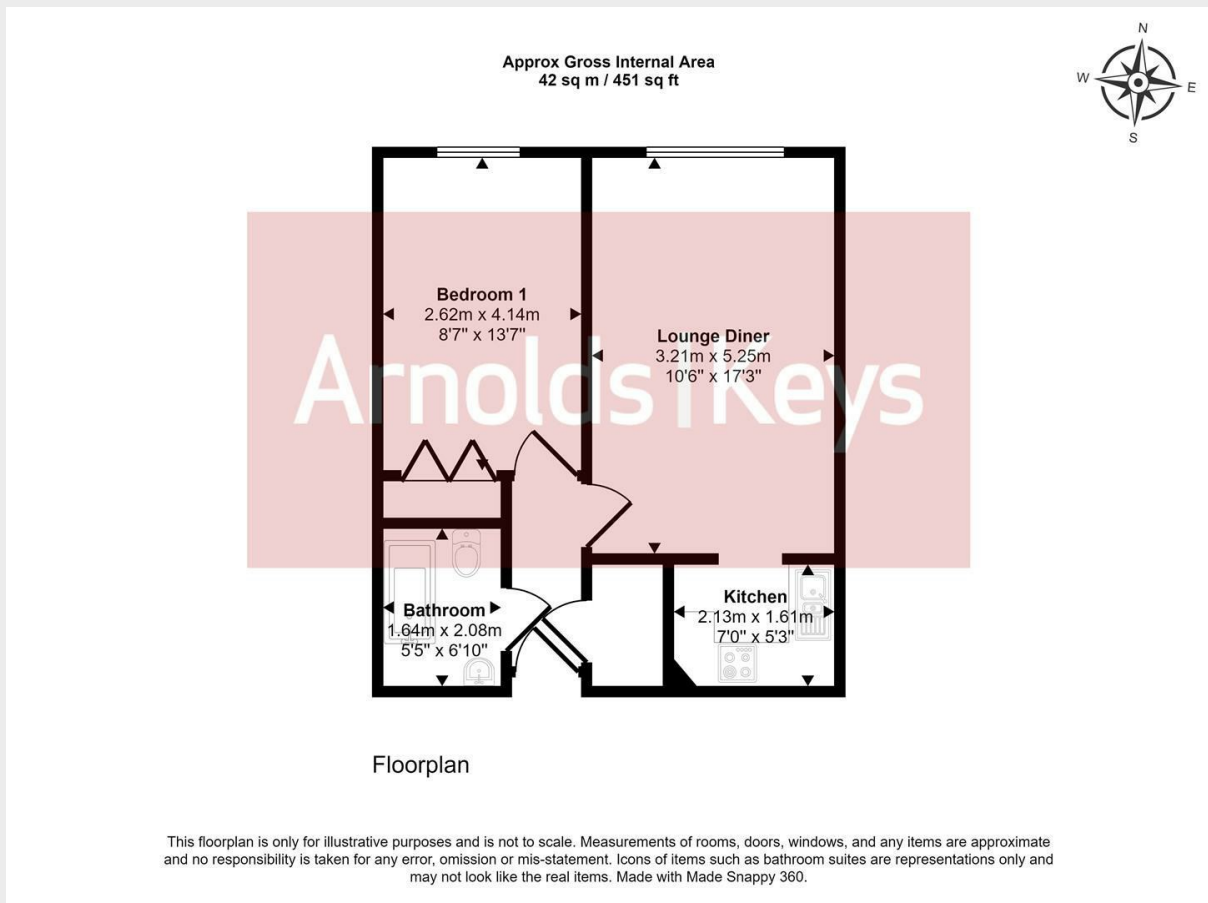 Approx Gross Internal Area
42 sq m / 451 sq ft
N
W
E
S
Bedroom 1
2.62m x 4.14m
8'7" x 13'7"
Lounge Diner
3.21m x 5.25m
10'6" x 17'3"
Arnolds|Keys
Bathroom
1.64m x 2.08m
5'5" x 6'10"
Kitchen
2.13m x 1.61m
7'0" x 5'3"
Floorplan
This floorplan is only for illustrative purposes and is not to scale. Measurements of rooms, doors, windows, and any items are approximate
and no responsibility is taken for any error, omission or mis-statement. Icons of items such as bathroom suites are representations only and
may not look like the real items. Made with Made Snappy 360.